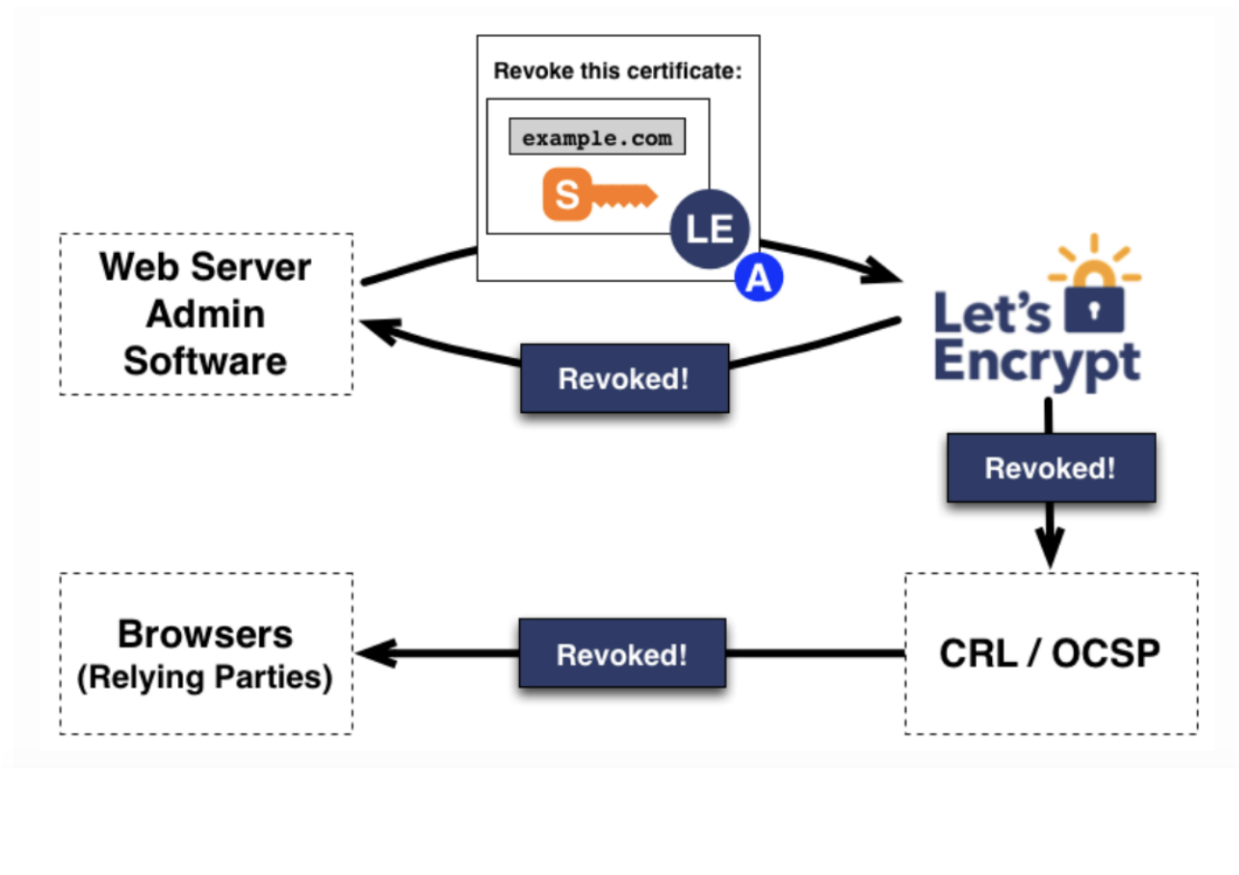 Revoke this certificate:
example.com
S
LE
A
Web Server
Admin
Software
Let's
Encrypt
Revoked!
Revoked!
Browsers
(Relying Parties)
Revoked!
CRL / OCSP